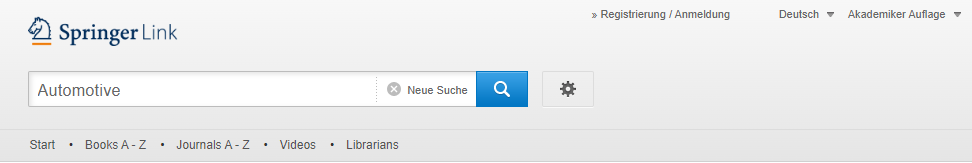 » Registrierung / Anmeldung Deutsch Akademiker Auflage
Springer Link
Automotive Neue Suche
Start • Books A - Z • Journals A - Z • Videos • Librarians